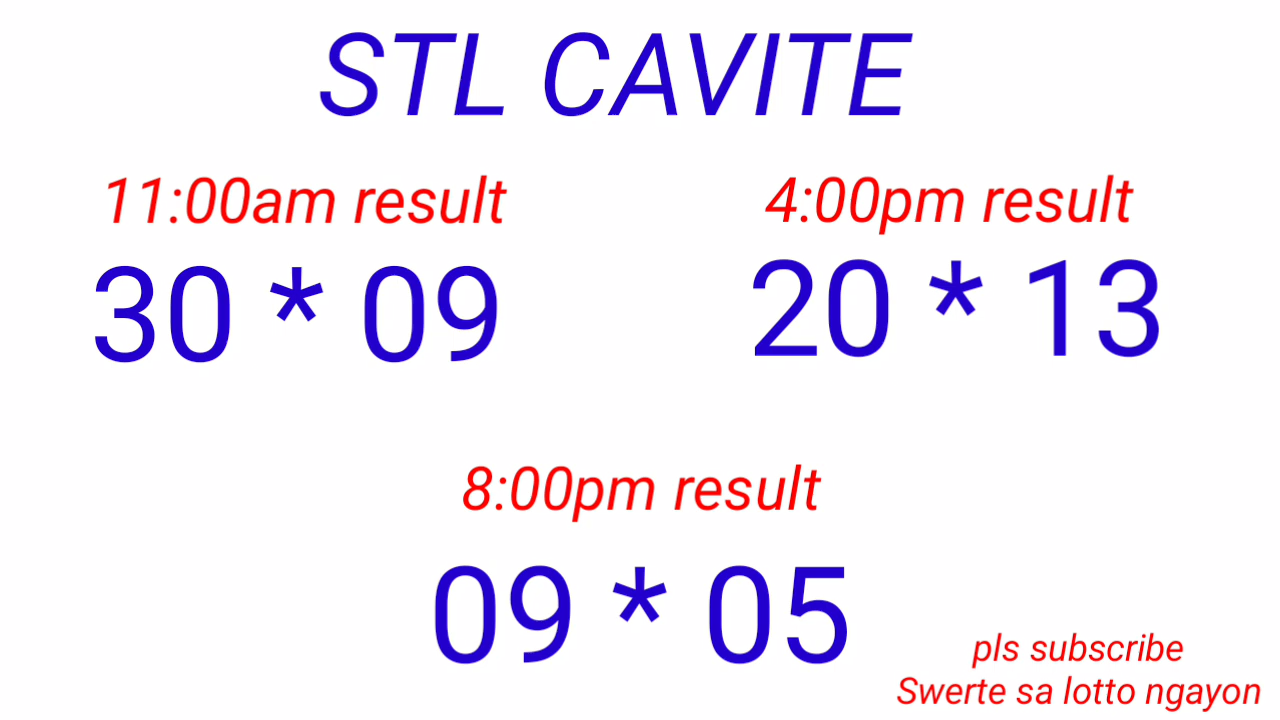 STL CAVITE
11:00am result
30 * 09
4:00pm result
20 * 13
8:00pm result
09 * 05
pls subscribe
Swerte sa lotto ngayon